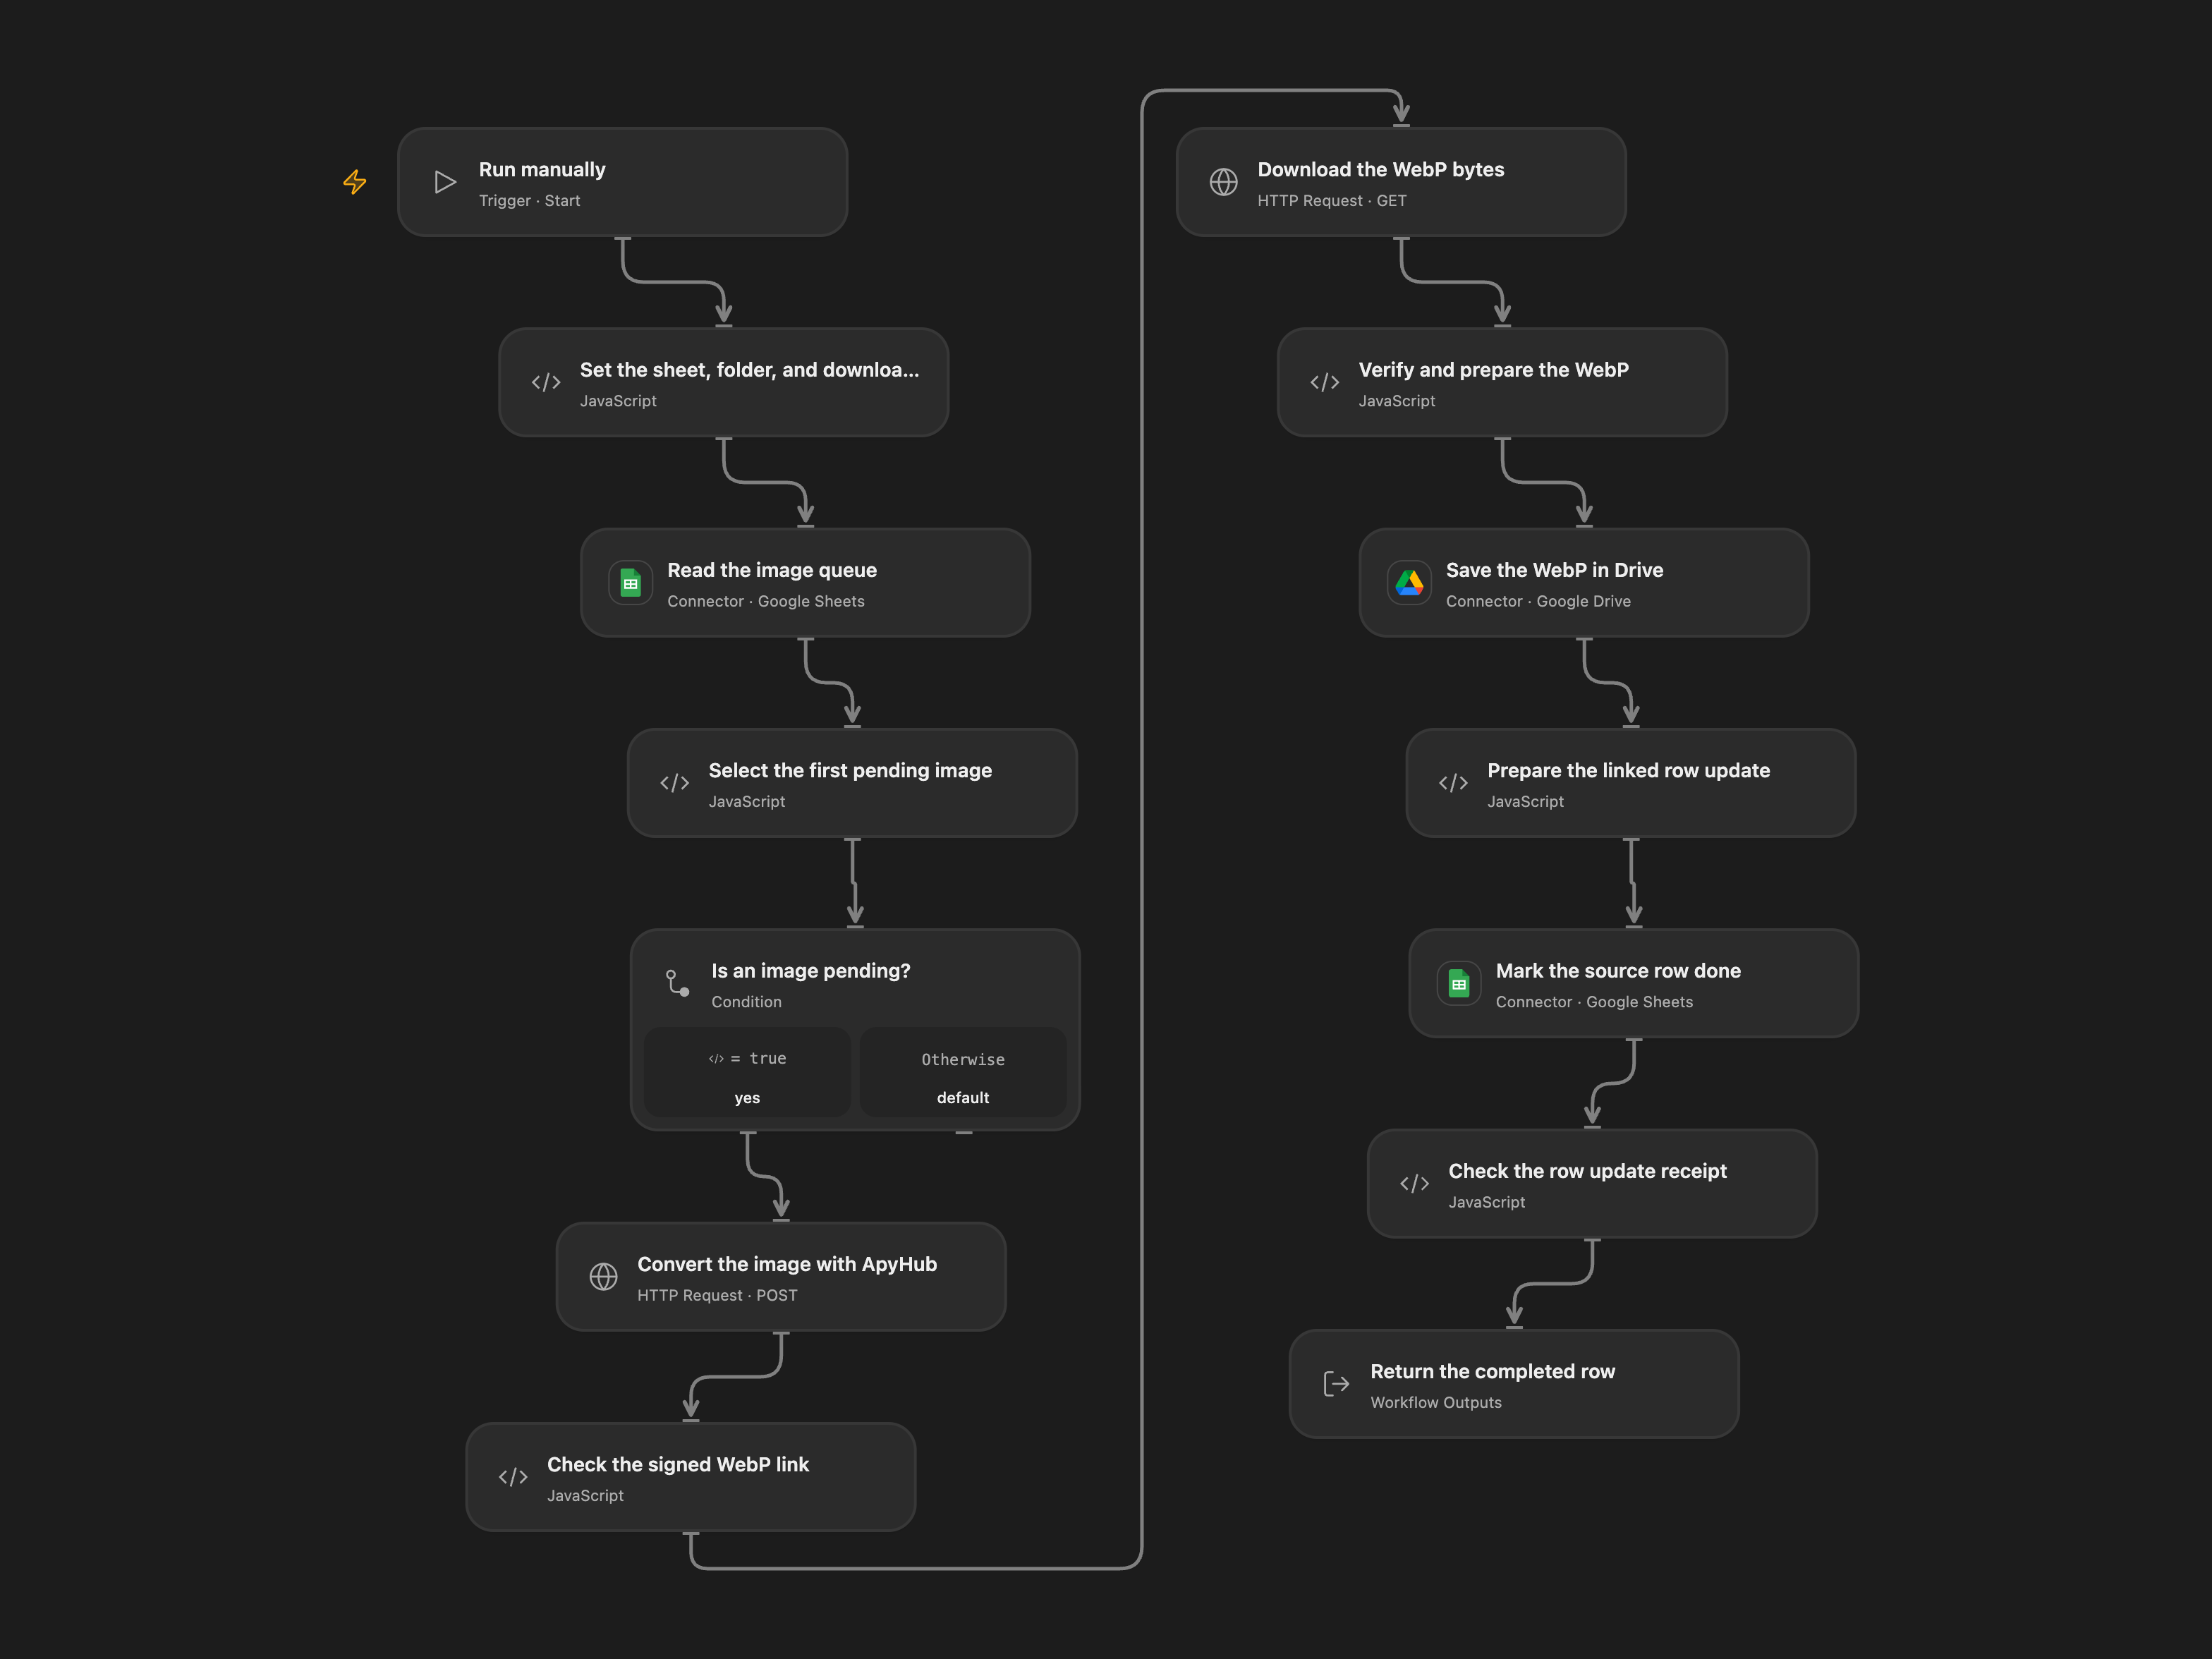 Run manually
Trigger · Start
Set the sheet, folder, and downloa...
JavaScript
Read the image queue
Connector · Google Sheets
Select the first pending image
JavaScript
Is an image pending?
Condition
</> = true
yes
Otherwise
default
Convert the image with ApyHub
HTTP Request · POST
Check the signed WebP link
JavaScript
Download the WebP bytes
HTTP Request · GET
Verify and prepare the WebP
JavaScript
Save the WebP in Drive
Connector · Google Drive
Prepare the linked row update
JavaScript
Mark the source row done
Connector · Google Sheets
Check the row update receipt
JavaScript
Return the completed row
Workflow Outputs